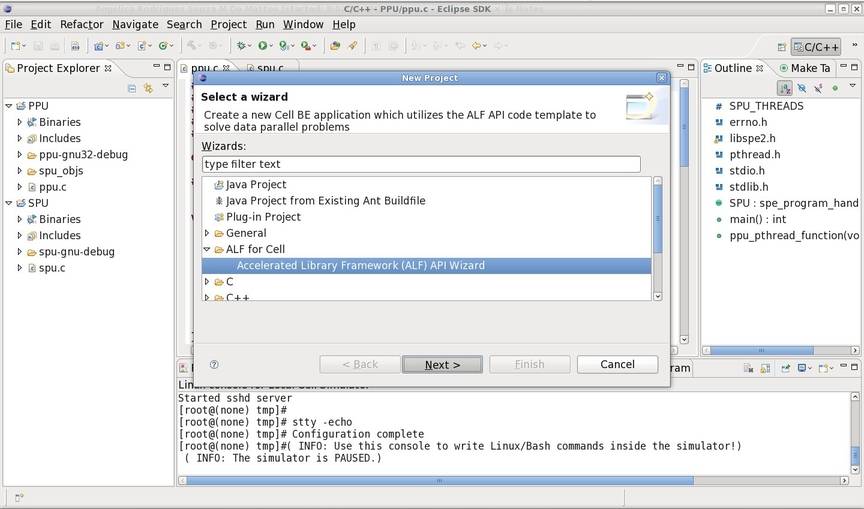 C/C++ - PPU/ppu.c - Eclipse SDK
File Edit Refactor Navigate Search Project Run Window Help
C/C++
Project Explorer
ppu.c
spu.c
Outline
Make Ta
PPU
Binaries
Includes
ppu-gnu32-debug
spu_objs
ppu.c
SPU
Binaries
Includes
spu-gnu-debug
spu.c
New Project
Select a wizard
Create a new Cell BE application which utilizes the ALF API code template to
solve data parallel problems
Wizards:
type filter text
Java Project
Java Project from Existing Ant Buildfile
Plug-in Project
General
ALF for Cell
Accelerated Library Framework (ALF) API Wizard
C
C++
< Back
Next >
Finish
Cancel
SPU_THREADS
errno.h
libspe2.h
pthread.h
stdio.h
stdlib.h
SPU : spe_program_hand
main() : int
ppu_pthread_function(vo
ram
Linux console for Local Cell Simulator
Started sshd server
[root@(none) tmp]#
[root@(none) tmp]# stty -echo
[root@(none) tmp]# Configuration complete
[root@(none) tmp]#( INFO: Use this console to write Linux/Bash commands inside the simulator!)
( INFO: The simulator is PAUSED.)